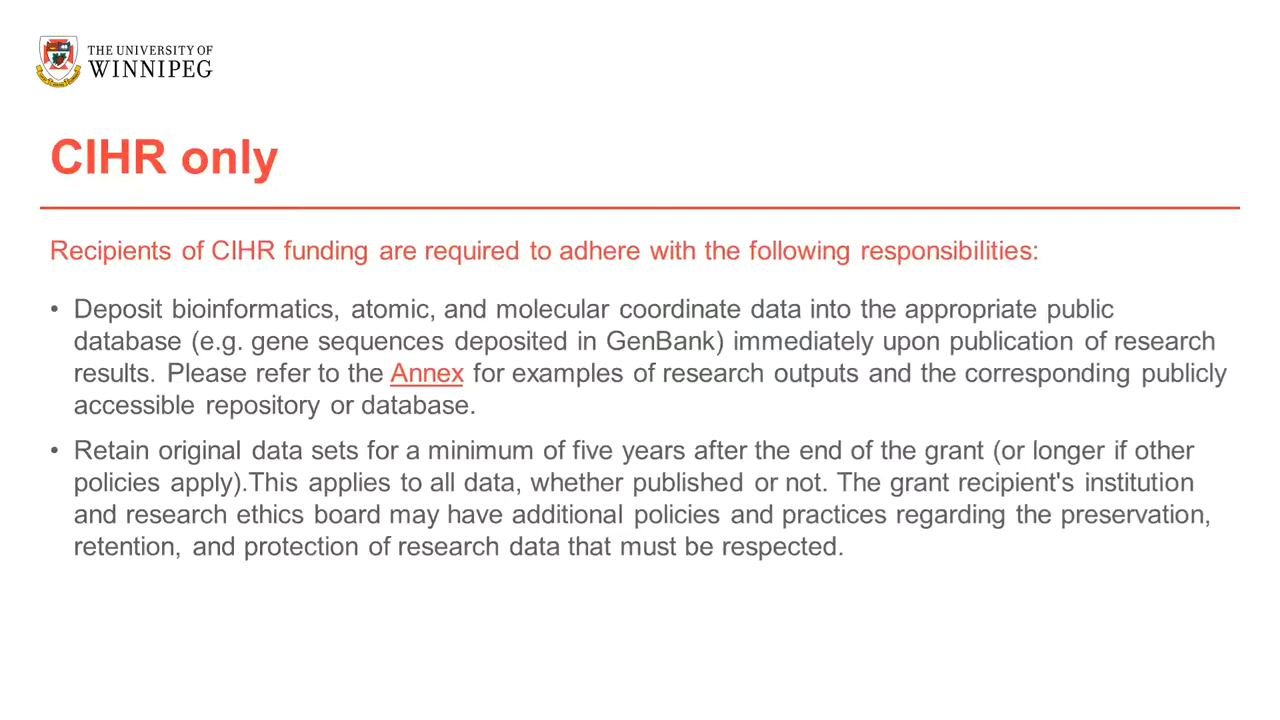 THE UNIVERSITY OF
WINNIPEG
CIHR only
Recipients of CIHR funding are required to adhere with the following responsibilities:
• Deposit bioinformatics, atomic, and molecular coordinate data into the appropriate public
database (e.g. gene sequences deposited in GenBank) immediately upon publication of research
results. Please refer to the Annex for examples of research outputs and the corresponding publicly
accessible repository or database.
• Retain original data sets for a minimum of five years after the end of the grant (or longer if other
policies apply).This applies to all data, whether published or not. The grant recipient's institution
and research ethics board may have additional policies and practices regarding the preservation,
retention, and protection of research data that must be respected.